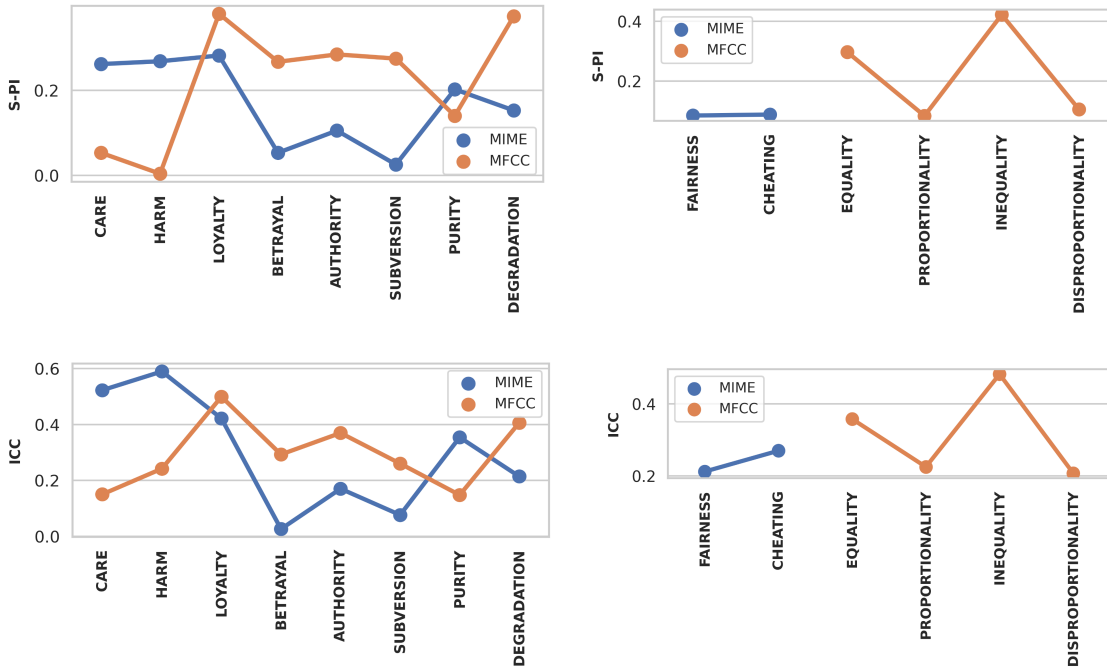 S-PI
0.2
0.0
MIME
MFCC
CARE
HARM
LOYALTY
BETRAYAL
AUTHORITY
SUBVERSION
PURITY
DEGRADATION
S-PI
0.4
0.2
MIME
MFCC
FAIRNESS
CHEATING
EQUALITY
PROPORTIONALITY
INEQUALITY
DISPROPORTIONALITY
ICC
0.6
0.4
0.2
0.0
MIME
MFCC
CARE
HARM
LOYALTY
BETRAYAL
AUTHORITY
SUBVERSION
PURITY
DEGRADATION
ICC
0.4
0.2
MIME
MFCC
FAIRNESS
CHEATING
EQUALITY
PROPORTIONALITY
INEQUALITY
DISPROPORTIONALITY